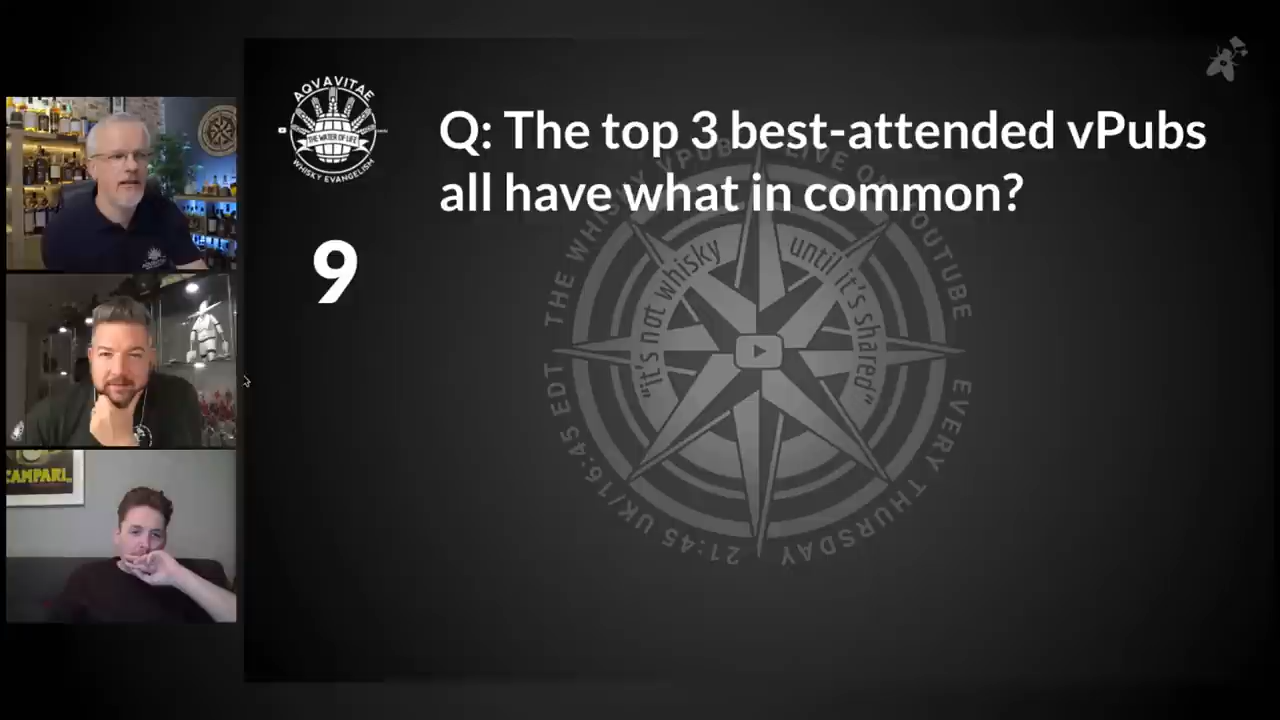 AQVAVITAE
THE WATER OF LIFE
WHISKY EVANGELISM
Q: The top 3 best-attended vPubs
all have what in common?
9
THE WHISKY VPUB LIVE ON YOUTUBE
EVERY THURSDAY
21:45 UK/16:45 EDT
"it's not whisky
until it's shared"
CAMPARI